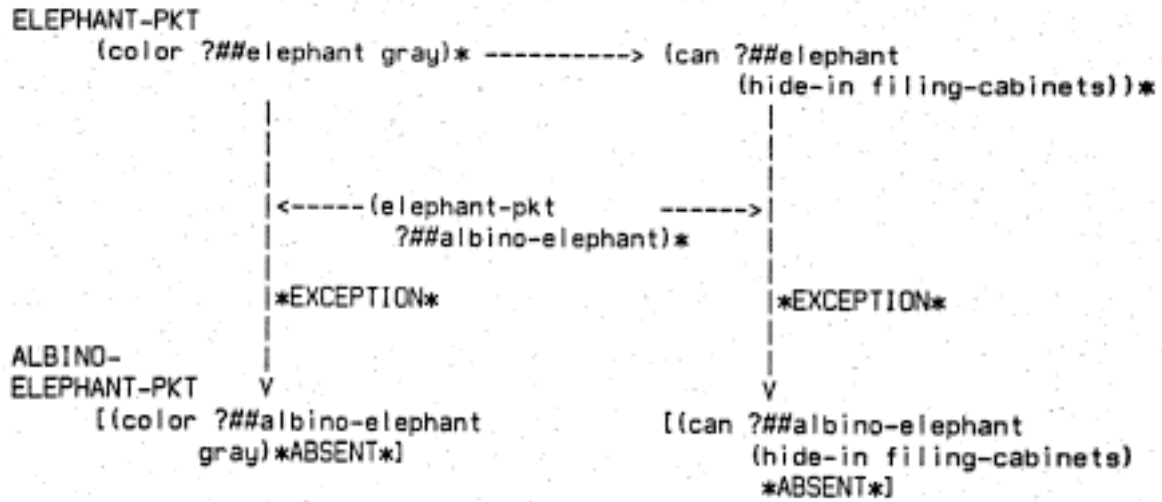 ELEPHANT-PKT
(color ?##elephant gray)* -----------> (can ?##elephant
(hide-in filing-cabinets))*
|<-----(elephant-pkt ------>|
?##albino-elephant)*
|*EXCEPTION* |*EXCEPTION*
ALBINO-
ELEPHANT-PKT V V
[(color ?##albino-elephant [(can ?##albino-elephant
gray)*ABSENT*] (hide-in filing-cabinets)
*ABSENT*]